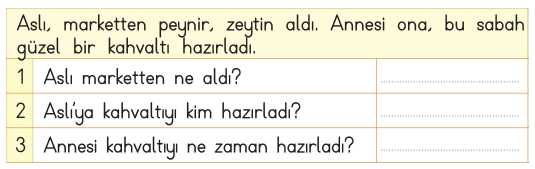 Aslı, marketten peynir, zeytin aldı. Annesi ona, bu sabah
güzel bir kahvaltı hazırladı.
1 Aslı marketten ne aldı? ........................................
2 Aslı'ya kahvaltıyı kim hazırladı? ........................................
3 Annesi kahvaltıyı ne zaman hazırladı? ........................................